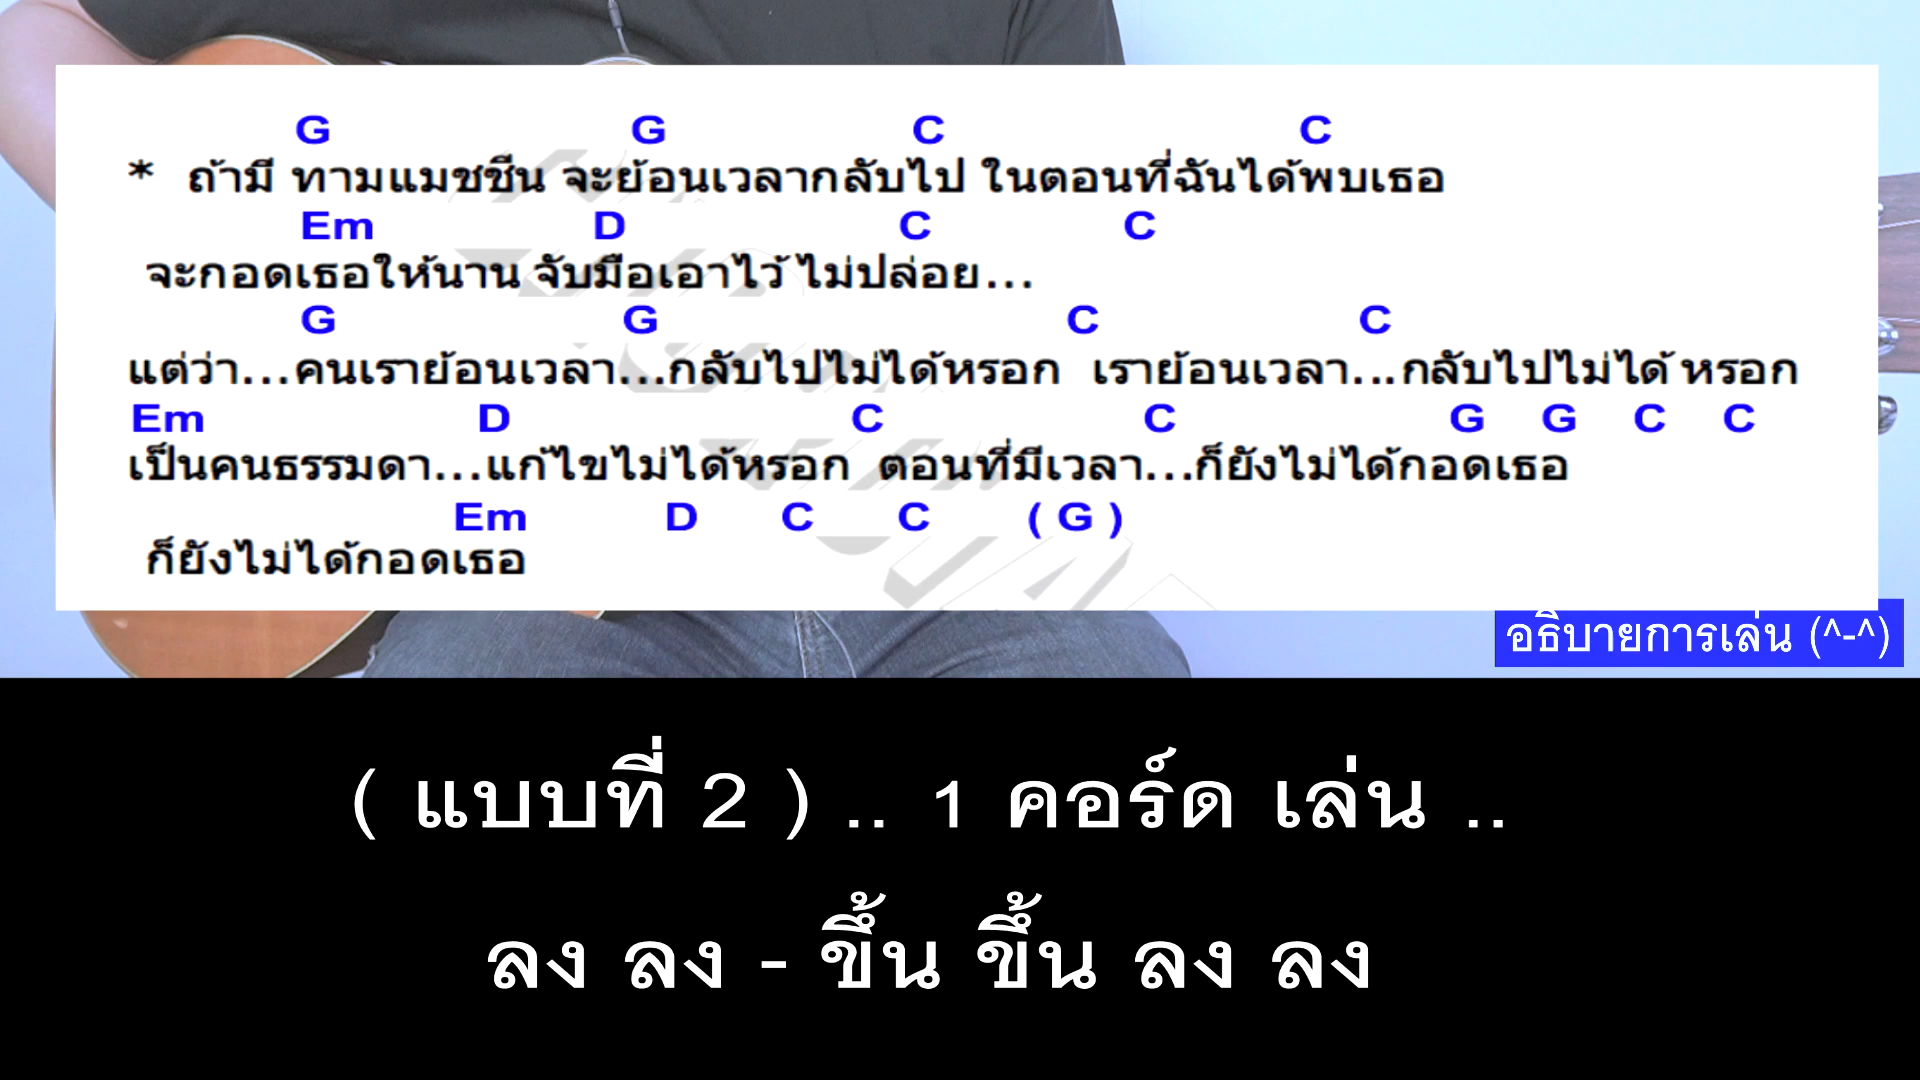 G G C C
* ถ้ามี ทามแมชชีน จะย้อนเวลากลับไป ในตอนที่ฉันได้พบเธอ
Em D C C
จะกอดเธอให้นาน จับมือเอาไว้ ไม่ปล่อย...
G G C C
แต่ว่า...คนเราย้อนเวลา...กลับไปไม่ได้หรอก เราย้อนเวลา...กลับไปไม่ได้ หรอก
Em D C C G G C C
เป็นคนธรรมดา...แก้ไขไม่ได้หรอก ตอนที่มีเวลา...ก็ยังไม่ได้กอดเธอ
Em D C C ( G )
ก็ยังไม่ได้กอดเธอ
อธิบายการเล่น (^-^)
( แบบที่ 2 ) .. 1 คอร์ด เล่น ..
ลง ลง - ขึ้น ขึ้น ลง ลง